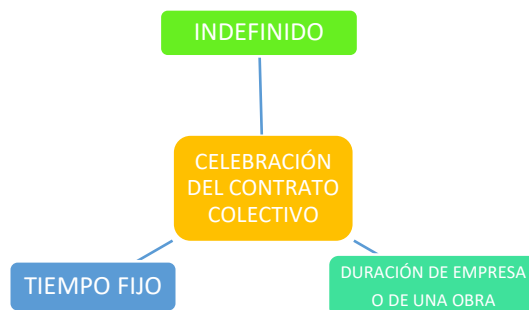 INDEFINIDO
CELEBRACIÓN
DEL CONTRATO
COLECTIVO
TIEMPO FIJO
DURACIÓN DE EMPRESA
O DE UNA OBRA